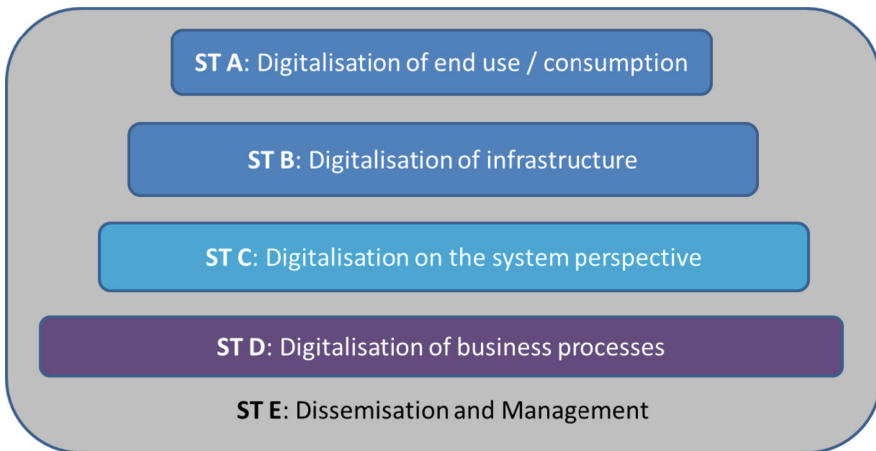 ST A: Digitalisation of end use / consumption
ST B: Digitalisation of infrastructure
ST C: Digitalisation on the system perspective
ST D: Digitalisation of business processes
ST E: Dissemisation and Management